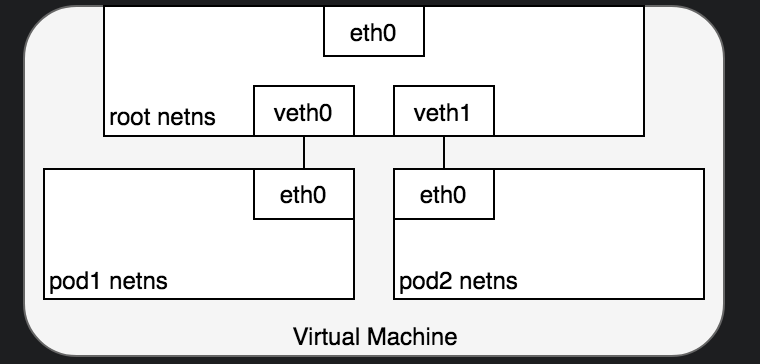 eth0
veth0
veth1
root netns
eth0
eth0
pod1 netns
pod2 netns
Virtual Machine